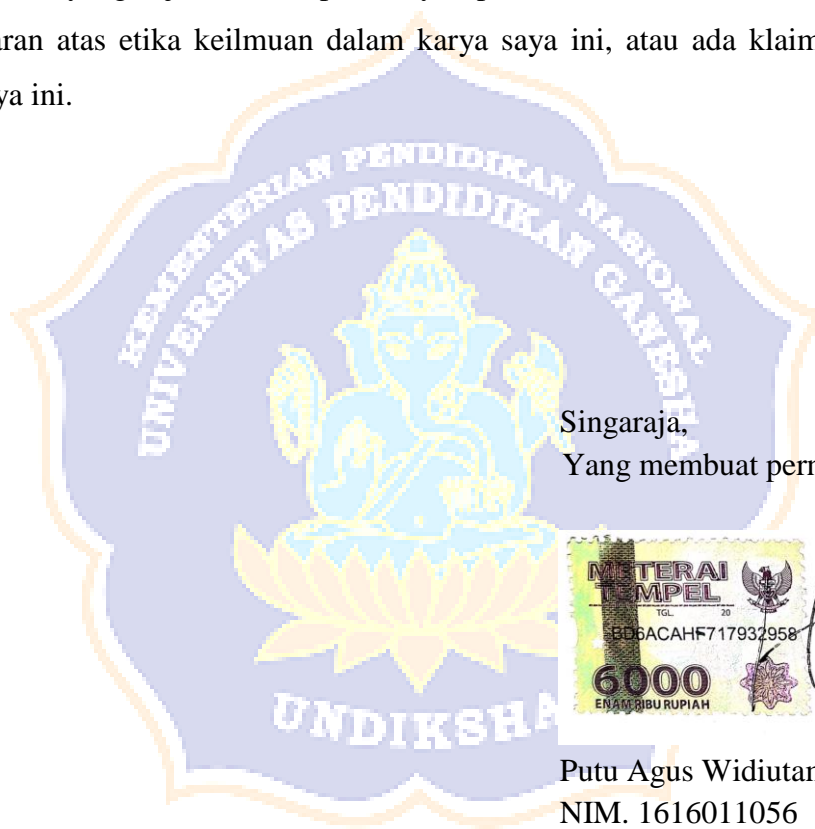 aran atas etika keilmuan dalam karya saya ini, atau ada klaim
ya ini.
KEMENTERIAN PENDIDIKAN NASIONAL
UNIVERSITAS PENDIDIKAN GANESHA
Singaraja,
Yang membuat pern
METERAI
TEMPEL
TGL. 20
BD6ACAHF717932958
6000
ENAM RIBU RUPIAH
UNDIKSHA
Putu Agus Widiutam
NIM. 1616011056